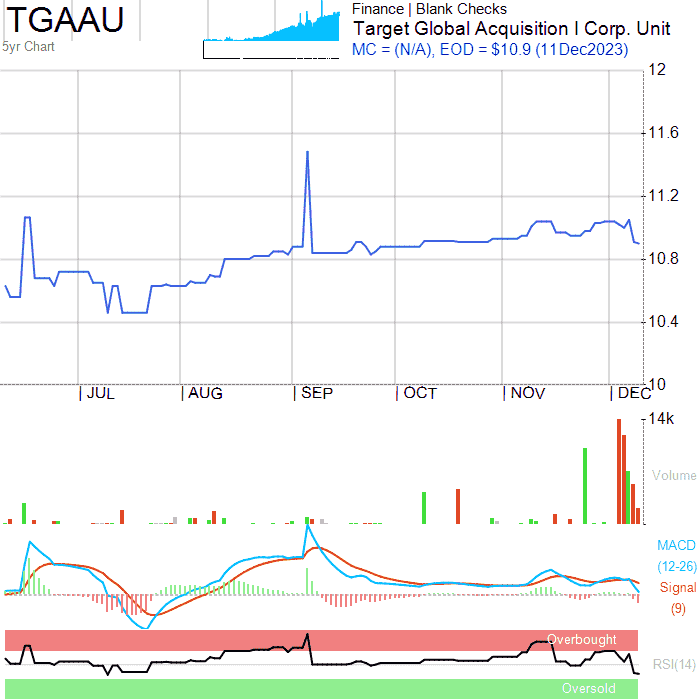 TGAAU
5yr Chart
Finance | Blank Checks
Target Global Acquisition I Corp. Unit
MC = (N/A), EOD = $10.9 (11Dec2023)
12
11.6
11.2
10.8
10.4
10
| JUL | AUG | SEP | OCT | NOV | DEC
14k
Volume
MACD
(12-26)
Signal
(9)
Overbought
RSI(14)
Oversold